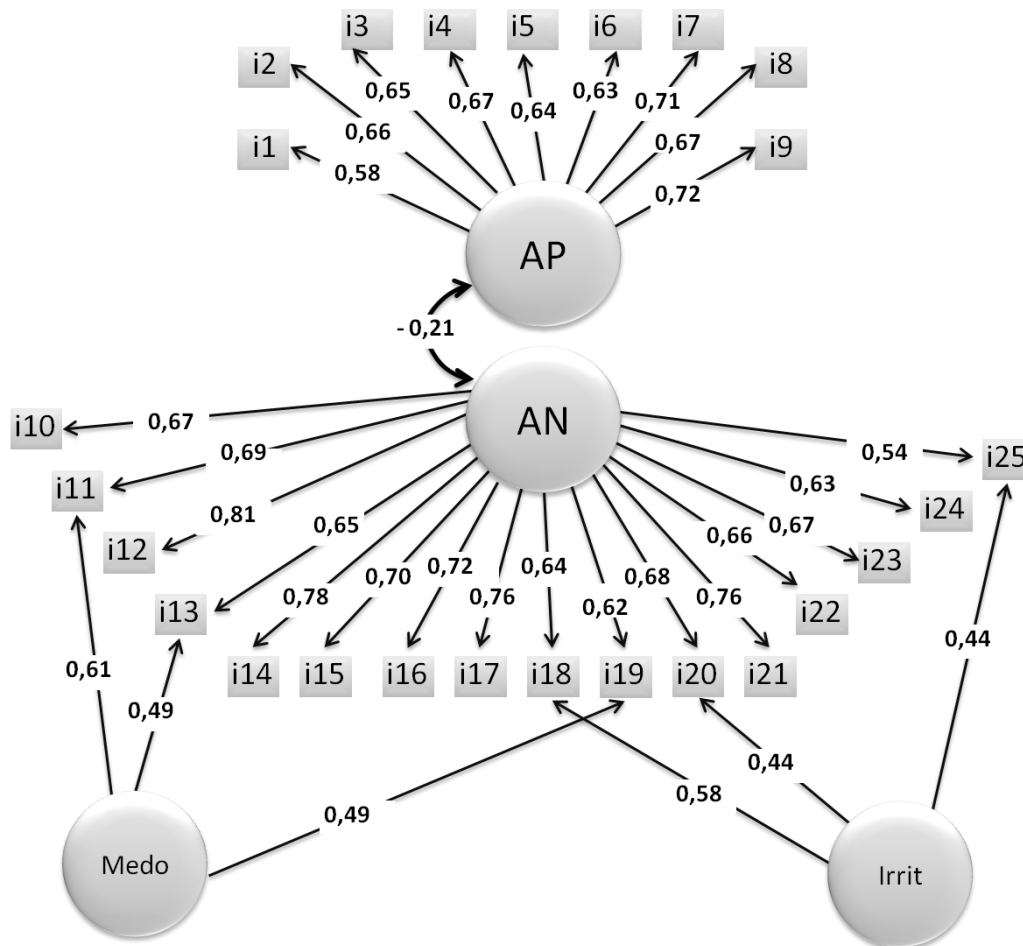 i3 i4 i5 i6 i7
i2 i8
0,65 0,67 0,64 0,63 0,71
0,66 0,67
i1 i9
0,58 0,72
AP
- 0,21
AN
i10 0,67
0,69 0,54 i25
i11 0,63
0,81 i24
i12 0,65 0,66 0,67
i23
0,78 0,70 0,72 0,76 0,64 0,62 0,68 0,76
i13 i22
i14 i15 i16 i17 i18 i19 i20 i21
0,61 0,44
0,49
0,44
0,49 0,58
Medo Irrit